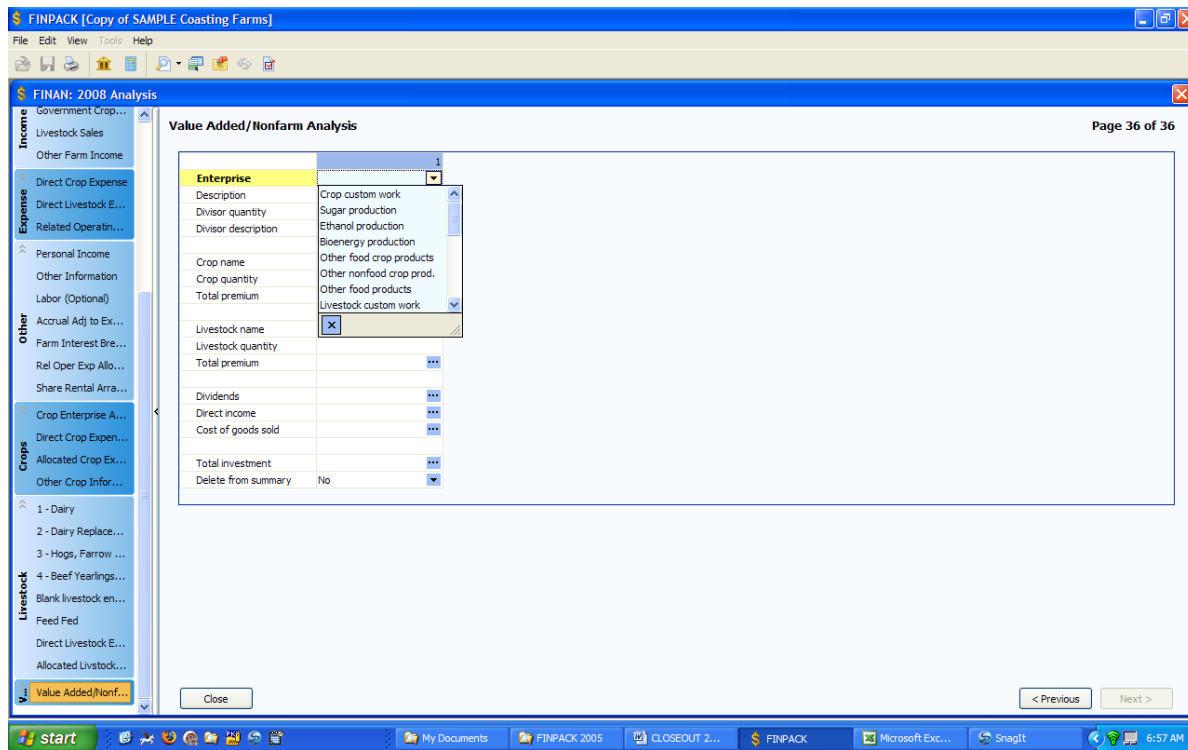 FINPACK [Copy of SAMPLE Coasting Farms]
File Edit View Tools Help
FINAN: 2008 Analysis
Income
Government Crop...
Livestock Sales
Other Farm Income
Expense
Direct Crop Expense
Direct Livestock E...
Related Operatin...
Other
Personal Income
Other Information
Labor (Optional)
Accrual Adj to Ex...
Farm Interest Bre...
Rel Oper Exp Allo...
Share Rental Arra...
Crops
Crop Enterprise A...
Direct Crop Expen...
Allocated Crop Ex...
Other Crop Infor...
Livestock
1 - Dairy
2 - Dairy Replace...
3 - Hogs, Farrow ...
4 - Beef Yearlings...
Blank livestock en...
Feed Fed
Direct Livestock E...
Allocated Livstock...
V...
Value Added/Nonf...
Value Added/Nonfarm Analysis
Page 36 of 36
1
Enterprise
Description
Divisor quantity
Divisor description
Crop name
Crop quantity
Total premium
Livestock name
Livestock quantity
Total premium
Dividends
Direct income
Cost of goods sold
Total investment
Delete from summary No
Crop custom work
Sugar production
Ethanol production
Bioenergy production
Other food crop products
Other nonfood crop prod.
Other food products
Livestock custom work
Close
< Previous
Next >
start
My Documents
FINPACK 2005
CLOSEOUT 2...
FINPACK
Microsoft Exc...
SnagIt
6:57 AM